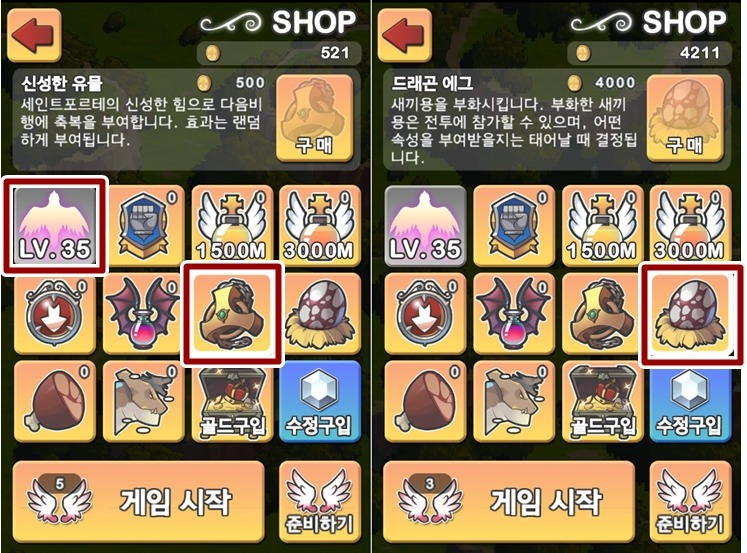 SHOP
521
신성한 유물 500
세인트포르테의 신성한 힘으로 다음비
행에 축복을 부여합니다. 효과는 랜덤
하게 부여됩니다.
구매
LV. 35
0
1500M
0
3000M
0
0
0
0
0
골드구입
수정구입
5
게임 시작
준비하기
SHOP
4211
드래곤 에그 4000
새끼용을 부화시킵니다. 부화한 새끼
용은 전투에 참가할 수 있으며, 어떤
속성을 부여받을지는 태어날 때 결정됩
니다.
구매
LV. 35
0
1500M
0
3000M
0
0
0
0
0
골드구입
수정구입
3
게임 시작
준비하기